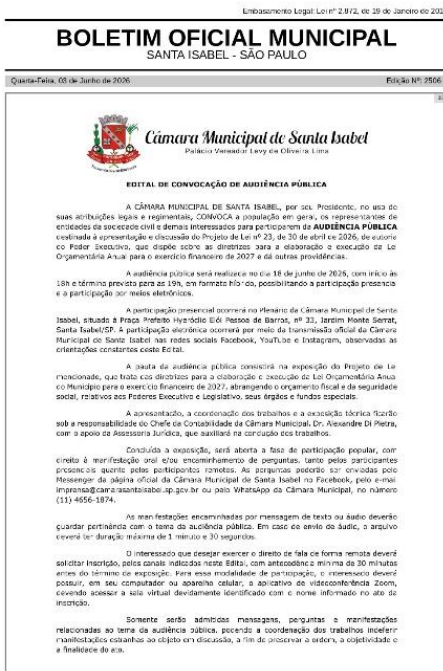 Embasamento Legal: Lei nº 2.872, de 19 de Janeiro de 202
BOLETIM OFICIAL MUNICIPAL
SANTA ISABEL - SÃO PAULO
Quarta-Feira, 03 de Junho de 2026 Edição Nº: 2506
Câmara Municipal de Santa Isabel
Palácio Vereador Levy de Oliveira Lima
EDITAL DE CONVOCAÇÃO DE AUDIÊNCIA PÚBLICA
A CÂMARA MUNICIPAL DE SANTA ISABEL, por seu Presidente, no uso de
suas atribuições legais e regimentais, CONVOCA a população em geral, os representantes de
entidades da sociedade civil e demais interessados para participarem da AUDIÊNCIA PÚBLICA
destinada à apresentação e discussão do Projeto de Lei nº 23, de 30 de abril de 2026, de autoria
do Poder Executivo, que dispõe sobre as diretrizes para a elaboração e execução da Lei
Orçamentária Anual para o exercício financeiro de 2027 e dá outras providências.
A audiência pública será realizada no dia 18 de junho de 2026, com início às
18h e término previsto para as 19h, em formato híbrido, possibilitando a participação presencial
e a participação por meios eletrônicos.
A participação presencial ocorrerá no Plenário da Câmara Municipal de Santa
Isabel, situado à Praça Prefeito Hyeróclio Elói Pessoa de Barros, nº 33, Jardim Monte Serrat,
Santa Isabel/SP. A participação eletrônica ocorrerá por meio da transmissão oficial da Câmara
Municipal de Santa Isabel nas redes sociais Facebook, YouTube e Instagram, observadas as
orientações constantes deste Edital.
A pauta da audiência pública consistirá na exposição do Projeto de Lei
mencionado, que trata das diretrizes para a elaboração e execução da Lei Orçamentária Anual
do Município para o exercício financeiro de 2027, abrangendo o orçamento fiscal e da seguridade
social, relativos aos Poderes Executivo e Legislativo, seus órgãos e fundos especiais.
A apresentação, a coordenação dos trabalhos e a exposição técnica ficarão
sob a responsabilidade do Chefe da Contabilidade da Câmara Municipal, Dr. Alexandre Di Pietra,
com o apoio da Assessoria Jurídica, que auxiliará na condução dos trabalhos.
Concluída a exposição, será aberta a fase de participação popular, com
direito à manifestação oral e/ou encaminhamento de perguntas, tanto pelos participantes
presenciais quanto pelos participantes remotos. As perguntas poderão ser enviadas pelo
Messenger da página oficial da Câmara Municipal de Santa Isabel no Facebook, pelo e-mail
imprensa@camarasantaisabel.sp.gov.br ou pelo WhatsApp da Câmara Municipal, no número
(11) 4656-1874.
As manifestações encaminhadas por mensagem de texto ou áudio deverão
guardar pertinência com o tema da audiência pública. Em caso de envio de áudio, o arquivo
deverá ter duração máxima de 1 minuto e 30 segundos.
O interessado que desejar exercer o direito de fala de forma remota deverá
solicitar inscrição, pelos canais indicados neste Edital, com antecedência mínima de 30 minutos
antes do término da exposição. Para essa modalidade de participação, o interessado deverá
possuir, em seu computador ou aparelho celular, o aplicativo de videoconferência Zoom,
devendo acessar a sala virtual devidamente identificado com o nome informado no ato da
inscrição.
Somente serão admitidas mensagens, perguntas e manifestações
relacionadas ao tema da audiência pública, podendo a coordenação dos trabalhos indeferir
manifestações estranhas ao objeto em discussão, a fim de preservar a ordem, a objetividade e
a finalidade do ato.